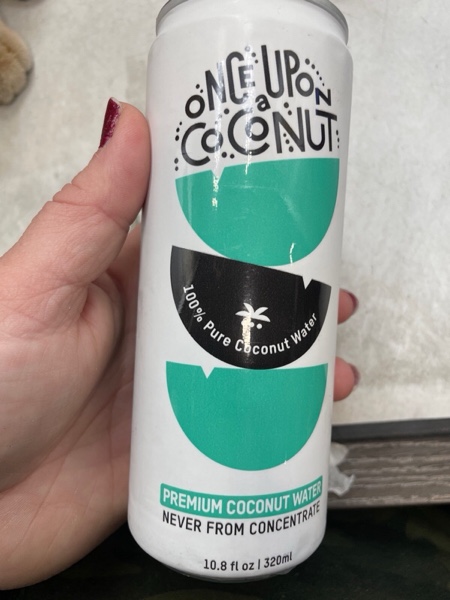 ONCE UPON
a
COCONUT
100% Pure Coconut Water
PREMIUM COCONUT WATER
NEVER FROM CONCENTRATE
10.8 fl oz | 320ml